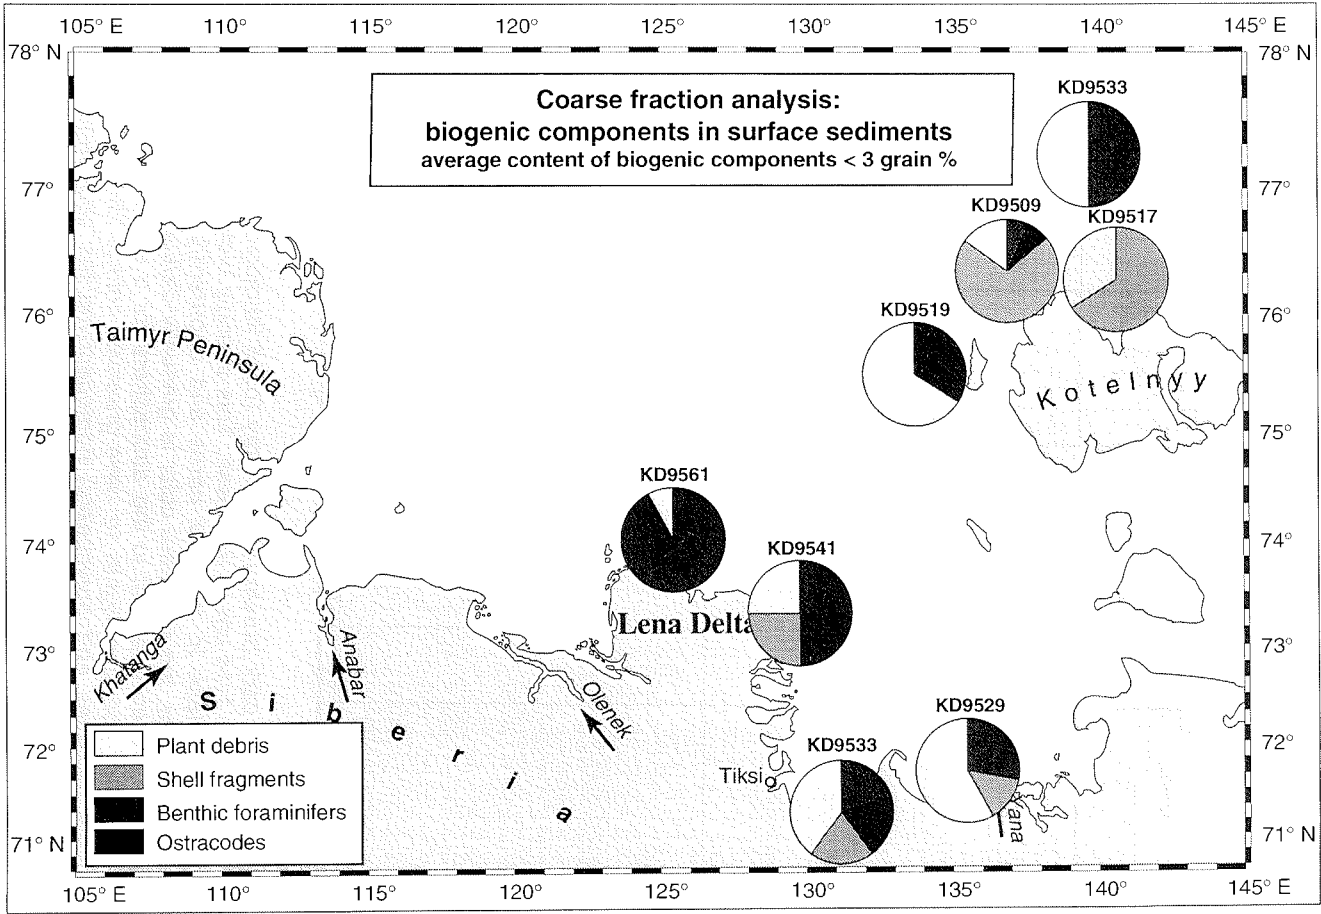 105° E 110° 115° 120° 125° 130° 135° 140° 145° E
78° N 78° N
Coarse fraction analysis:
biogenic components in surface sediments
average content of biogenic components < 3 grain %
KD9533
77° 77°
KD9509
KD9517
76° 76°
KD9519
Taimyr Peninsula
Kotelnyy
75° 75°
KD9561
74° 74°
KD9541
Lena Delta
73° 73°
Khatanga
Anabar
Olenek
Siberia
KD9529
72° 72°
KD9533
Tiksi
Yana
Plant debris
Shell fragments
Benthic foraminifers
Ostracodes
71° N 71° N
105° E 110° 115° 120° 125° 130° 135° 140° 145° E